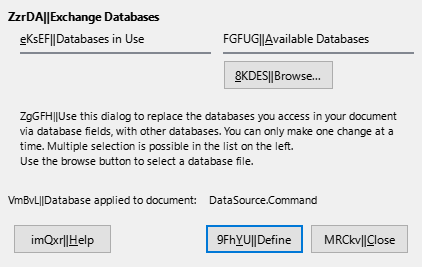 ZzrDA||Exchange Databases
eKsEF||Databases in Use
FGFUG||Available Databases
8KDES||Browse...
ZgGFH||Use this dialog to replace the databases you access in your document
via database fields, with other databases. You can only make one change at a
time. Multiple selection is possible in the list on the left.
Use the browse button to select a database file.
VmBvL||Database applied to document: DataSource.Command
imQxr||Help
9FhYU||Define
MRCkv||Close